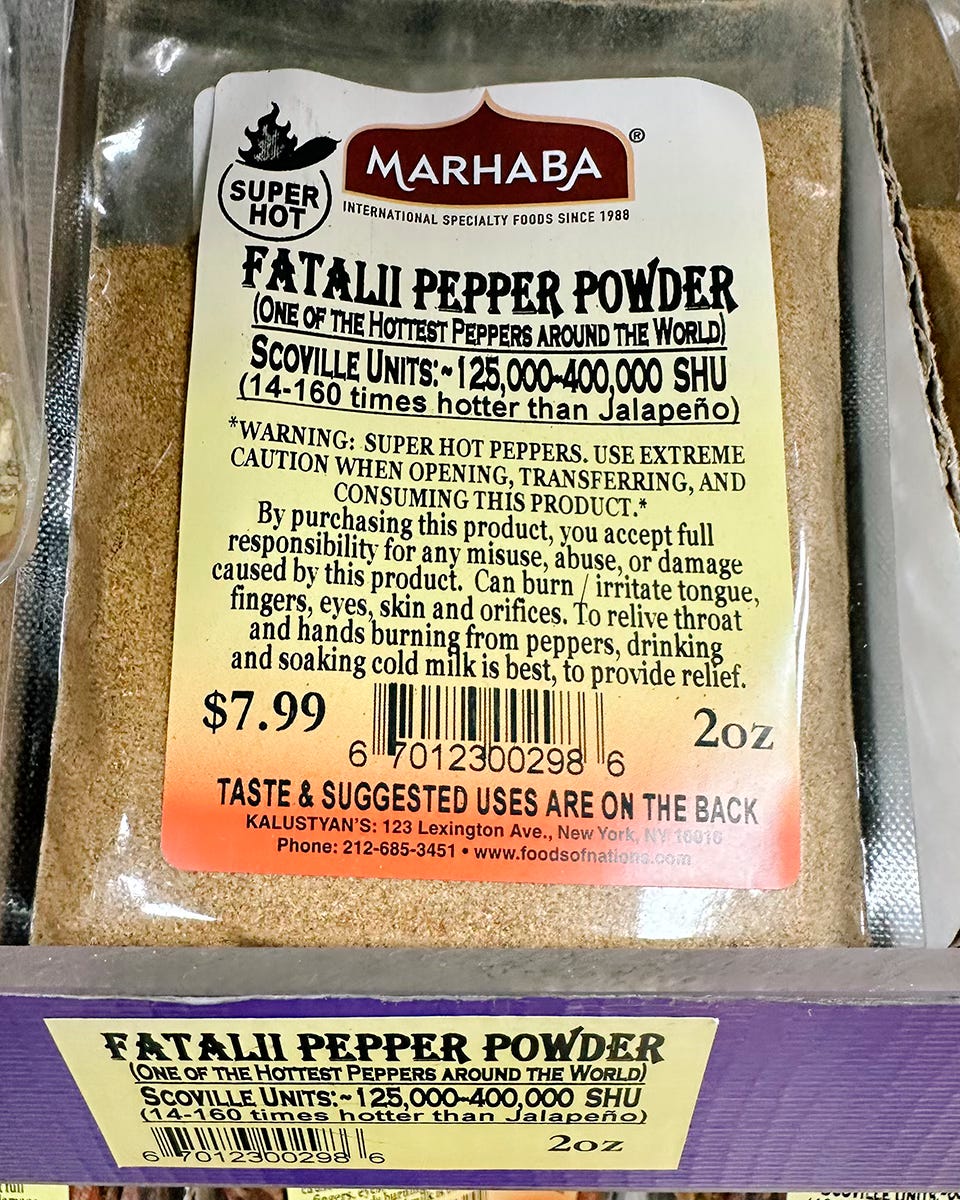 SUPER
HOT
MARHABA®
INTERNATIONAL SPECIALTY FOODS SINCE 1988
FATALII PEPPER POWDER
(ONE OF THE HOTTEST PEPPERS AROUND THE WORLD)
SCOVILLE UNITS:~125,000-400,000 SHU
(14-160 times hotter than Jalapeño)
*WARNING: SUPER HOT PEPPERS. USE EXTREME
CAUTION WHEN OPENING, TRANSFERRING, AND
CONSUMING THIS PRODUCT.*
By purchasing this product, you accept full
responsibility for any misuse, abuse, or damage
caused by this product. Can burn / irritate tongue,
fingers, eyes, skin and orifices. To relive throat
and hands burning from peppers, drinking
and soaking cold milk is best, to provide relief.
$7.99
6 70123 00298 6
2oz
TASTE & SUGGESTED USES ARE ON THE BACK
KALUSTYAN'S: 123 Lexington Ave., New York, NY 10016
Phone: 212-685-3451 • www.foodsofnations.com
FATALII PEPPER POWDER
(ONE OF THE HOTTEST PEPPERS AROUND THE WORLD)
SCOVILLE UNITS:~125,000-400,000 SHU
(14-160 times hotter than Jalapeño)
6 70123 00298 6
2oz